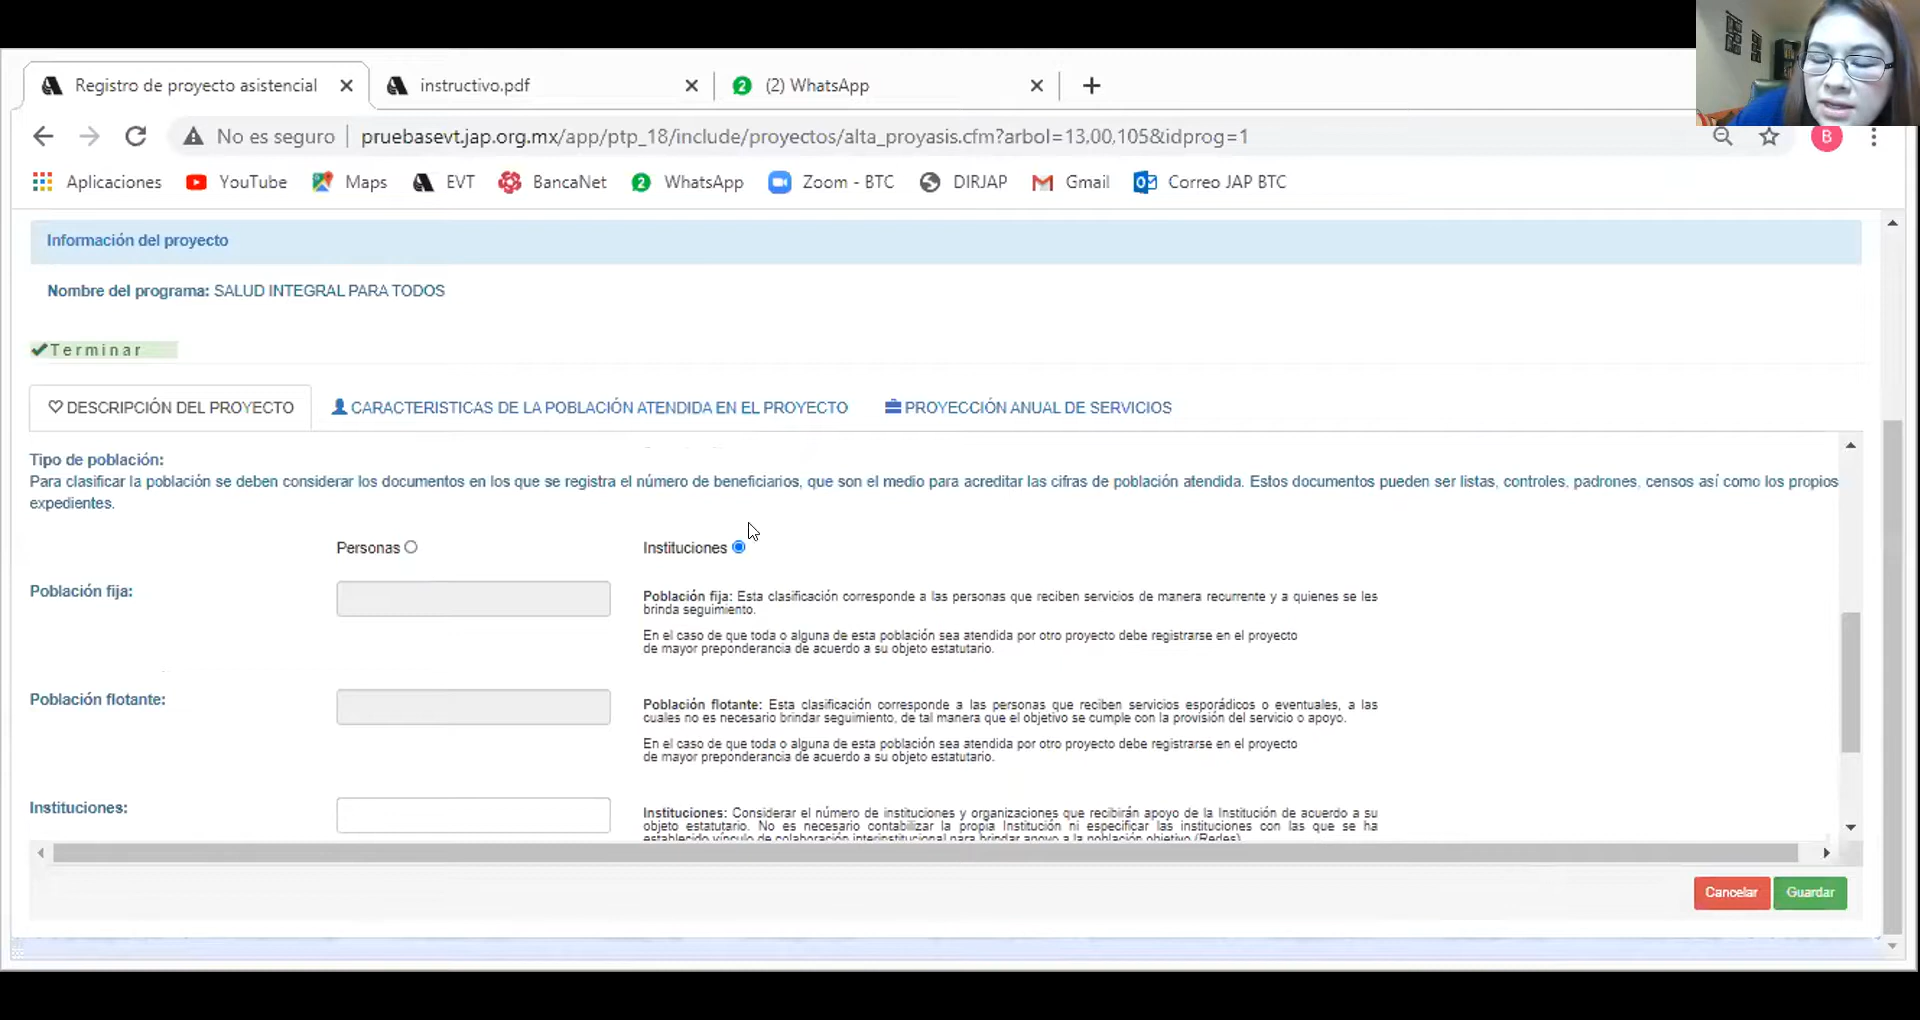 Registro de proyecto asistencial
instructivo.pdf
(2) WhatsApp
No es seguro
pruebasevt.jap.org.mx/app/ptp_18/include/proyectos/alta_proyasis.cfm?arbol=13,00,105&idprog=1
B
Aplicaciones
YouTube
Maps
EVT
BancaNet
2
WhatsApp
Zoom - BTC
DIRJAP
Gmail
Correo JAP BTC
Información del proyecto
Nombre del programa: SALUD INTEGRAL PARA TODOS
Terminar
DESCRIPCIÓN DEL PROYECTO
CARACTERISTICAS DE LA POBLACIÓN ATENDIDA EN EL PROYECTO
PROYECCIÓN ANUAL DE SERVICIOS
Tipo de población:
Para clasificar la población se deben considerar los documentos en los que se registra el número de beneficiarios, que son el medio para acreditar las cifras de población atendida. Estos documentos pueden ser listas, controles, padrones, censos así como los propios
expedientes.
Personas
Instituciones
Población fija:
Población fija: Esta clasificación corresponde a las personas que reciben servicios de manera recurrente y a quienes se les
brinda seguimiento.
En el caso de que toda o alguna de esta población sea atendida por otro proyecto debe registrarse en el proyecto
de mayor preponderancia de acuerdo a su objeto estatutario.
Población flotante:
Población flotante: Esta clasificación corresponde a las personas que reciben servicios esporádicos o eventuales, a las
cuales no es necesario brindar seguimiento, de tal manera que el objetivo se cumple con la provisión del servicio o apoyo.
En el caso de que toda o alguna de esta población sea atendida por otro proyecto debe registrarse en el proyecto
de mayor preponderancia de acuerdo a su objeto estatutario.
Instituciones:
Instituciones: Considerar el número de instituciones y organizaciones que recibirán apoyo de la Institución de acuerdo a su
objeto estatutario. No es necesario contabilizar la propia Institución ni especificar las instituciones con las que se ha
establecido vínculo de colaboración interinstitucional para brindar apoyo a la población objetivo (Redes)
Cancelar
Guardar